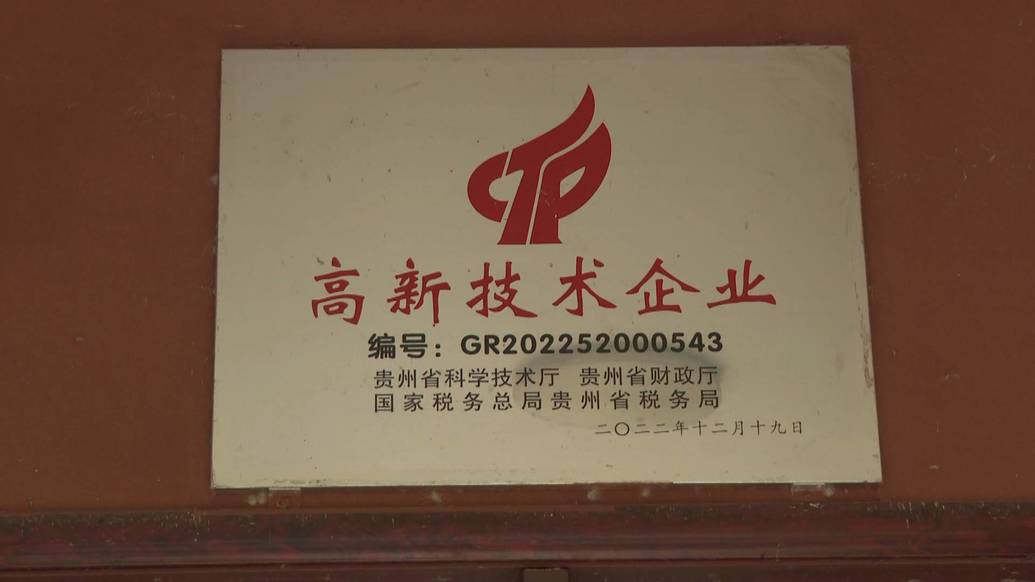 高新技术企业
编号：GR202252000543
贵州省科学技术厅 贵州省财政厅
国家税务总局贵州省税务局
二〇二二年十二月十九日